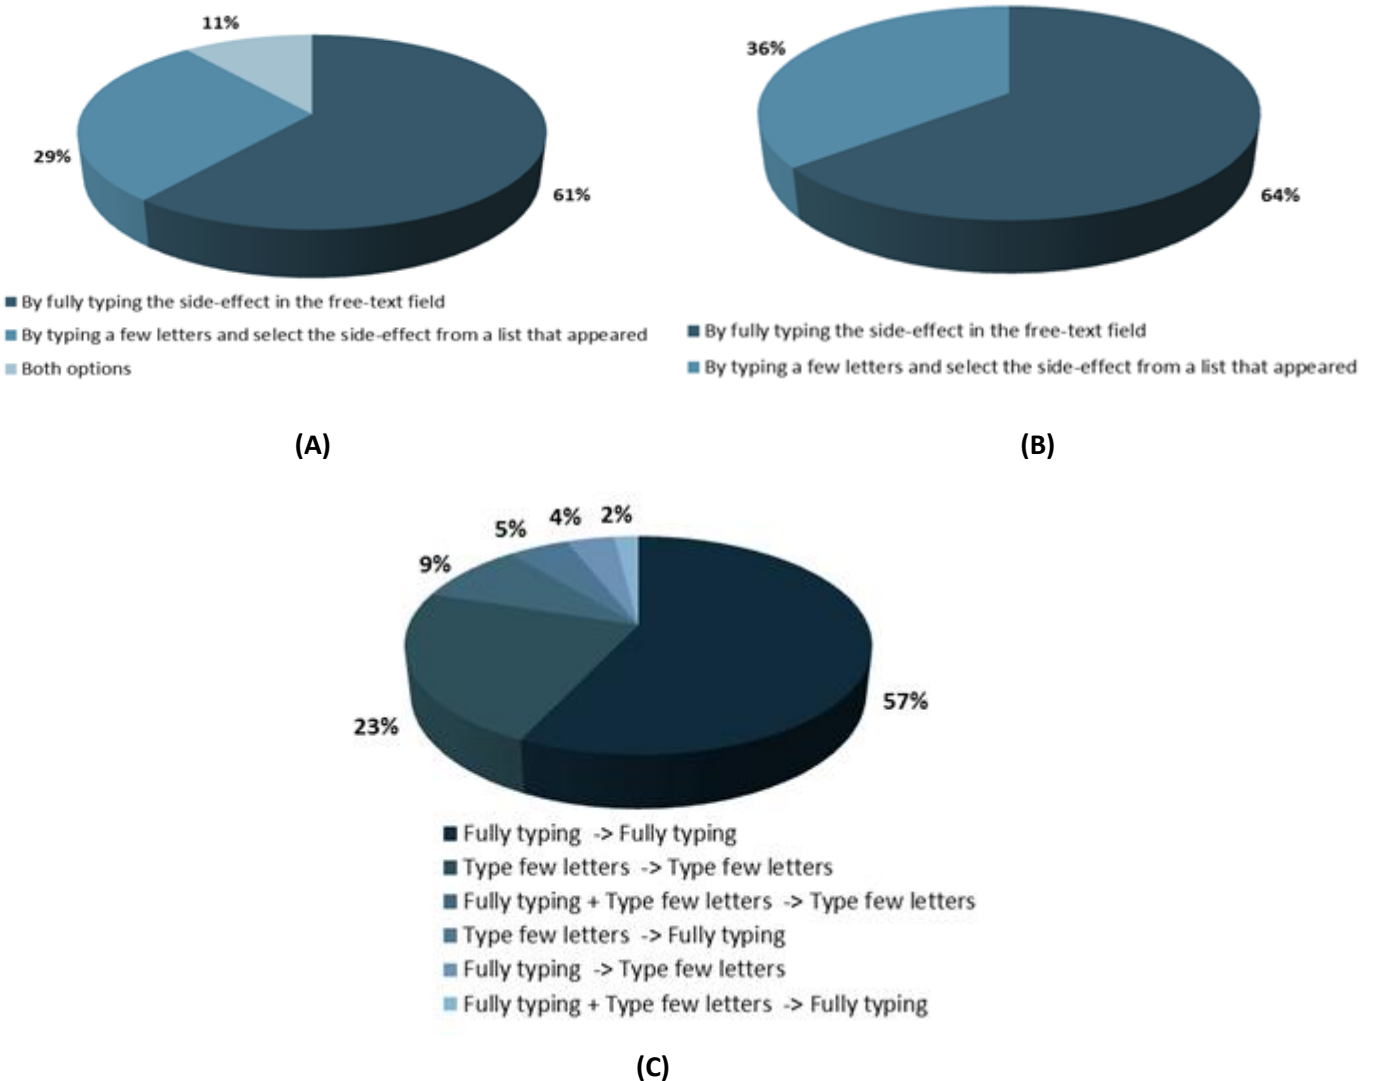 11%
29%
61%
By fully typing the side-effect in the free-text field
By typing a few letters and select the side-effect from a list that appeared
Both options
(A)
36%
64%
By fully typing the side-effect in the free-text field
By typing a few letters and select the side-effect from a list that appeared
(B)
5%
4%
2%
9%
23%
57%
Fully typing -> Fully typing
Type few letters -> Type few letters
Fully typing + Type few letters -> Type few letters
Type few letters -> Fully typing
Fully typing -> Type few letters
Fully typing + Type few letters -> Fully typing
(C)